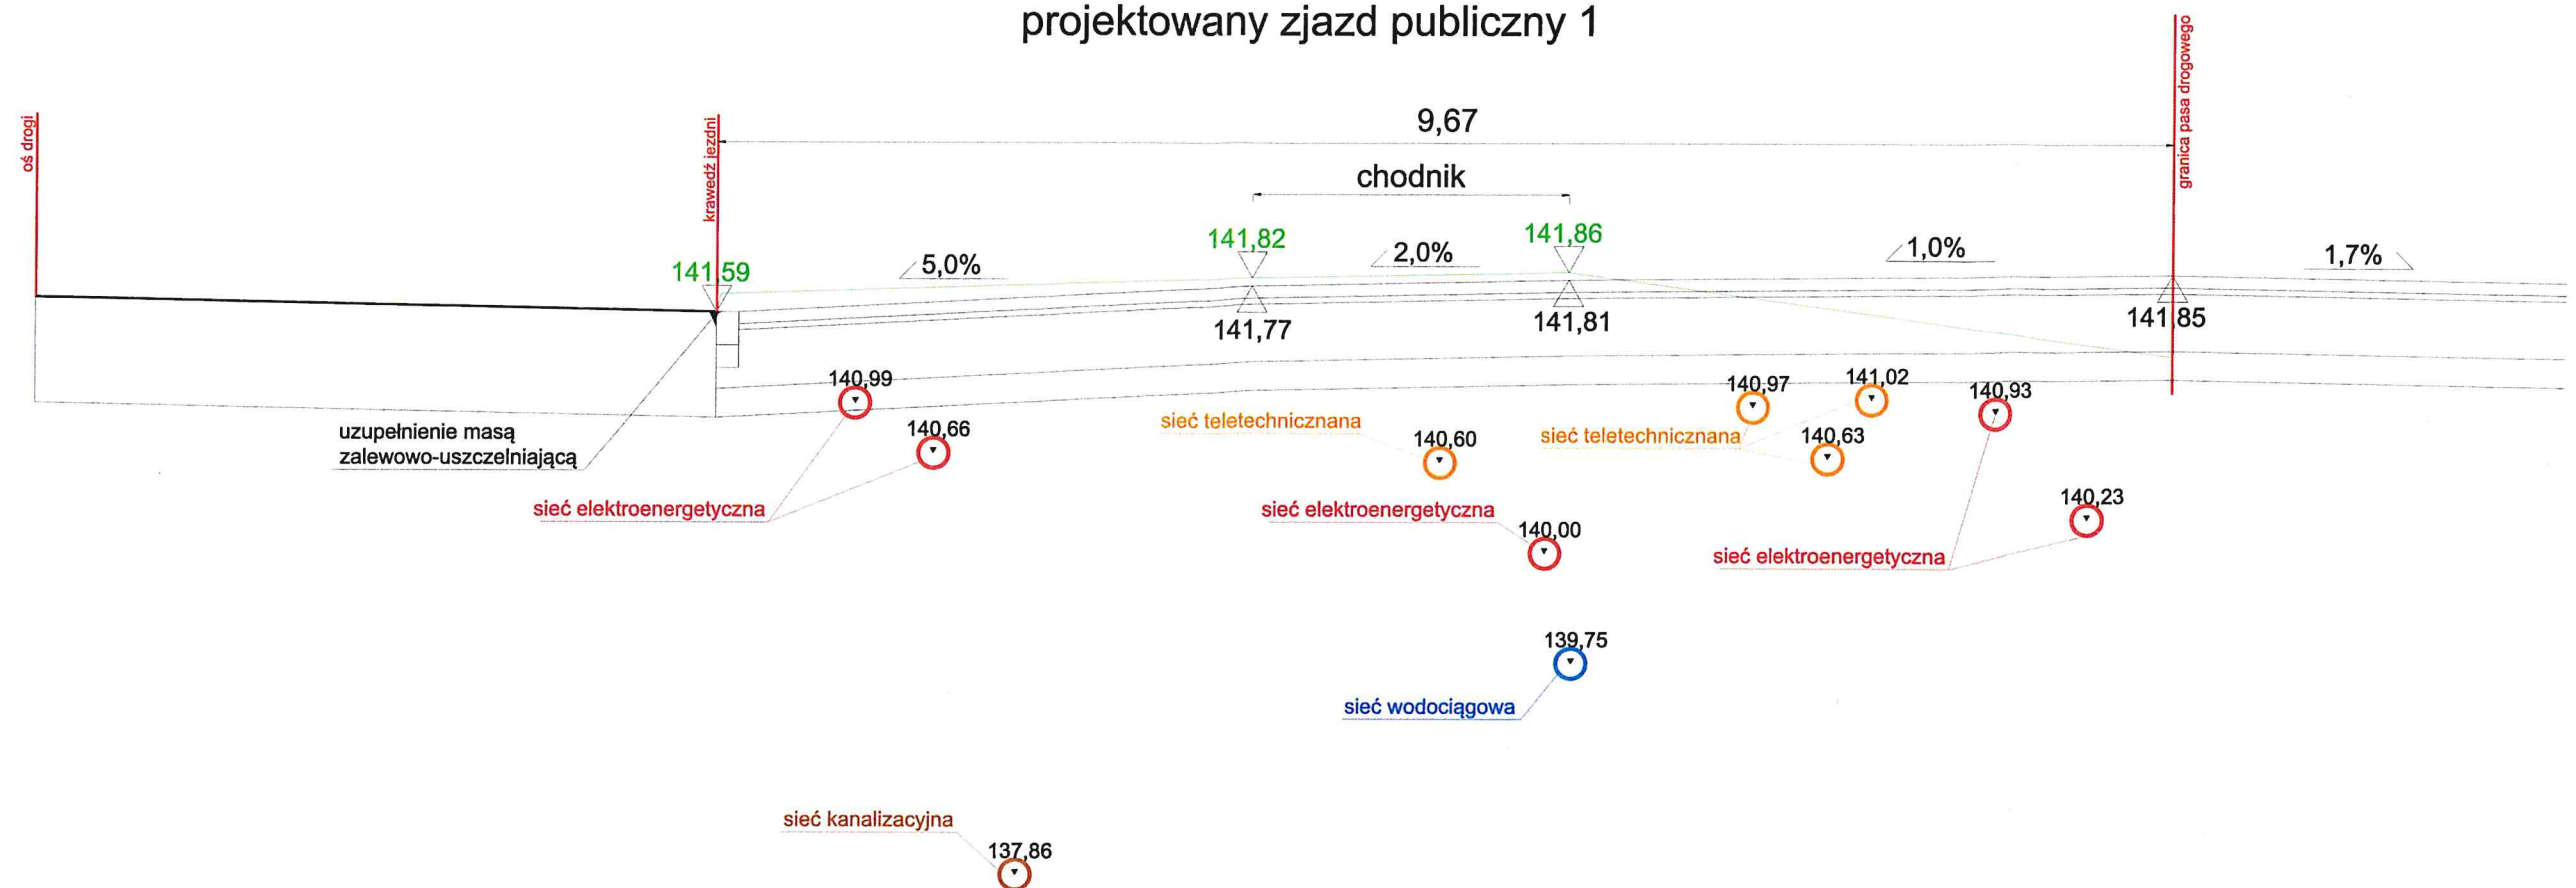 projektowany zjazd publiczny 1
oś drogi
krawędź jezdni
granica pasa drogowego
9,67
chodnik
141,59
5,0%
141,82
2,0%
141,86
1,0%
1,7%
141,77
141,81
141,85
140,99
140,66
uzupełnienie masą
zalewowo-uszczelniającą
sieć elektroenergetyczna
sieć teletechnicznana
140,60
sieć teletechnicznana
140,97
141,02
140,63
140,93
sieć elektroenergetyczna
140,00
sieć elektroenergetyczna
140,23
139,75
sieć wodociągowa
sieć kanalizacyjna
137,86